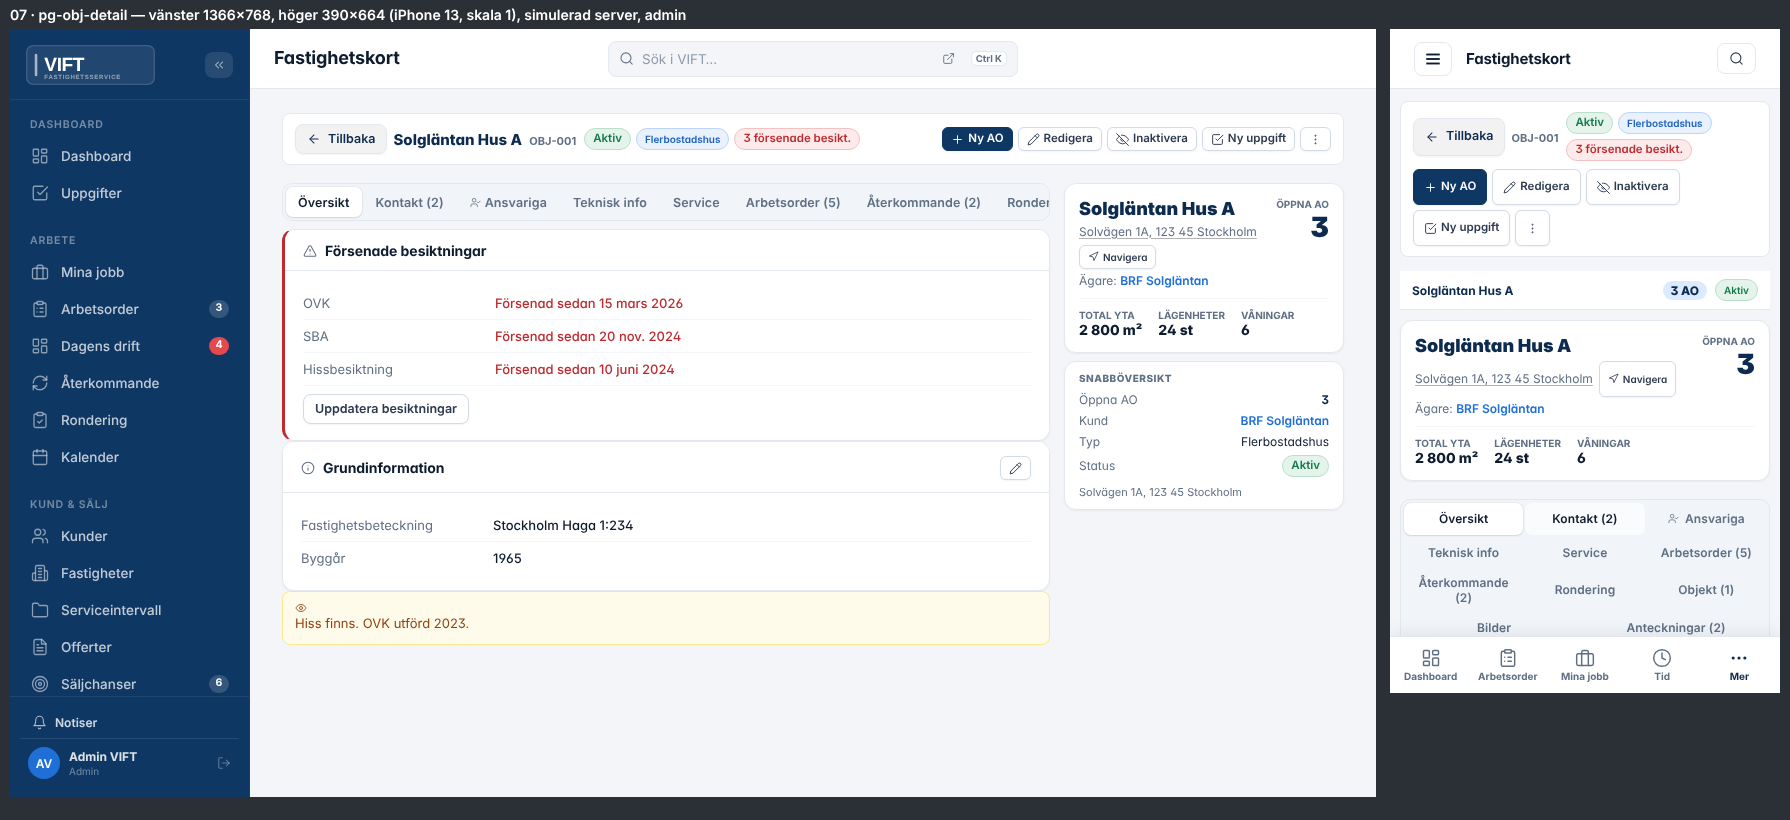 07 · pg-obj-detail — vänster 1366×768, höger 390×664 (iPhone 13, skala 1), simulerad server, admin
VIFT
FASTIGHETSSERVICE
DASHBOARD
Dashboard
Uppgifter
ARBETE
Mina jobb
Arbetsorder 3
Dagens drift 4
Återkommande
Rondering
Kalender
KUND & SÄLJ
Kunder
Fastigheter
Serviceintervall
Offerter
Säljchanser 6
Notiser
AV Admin VIFT
Admin
Fastighetskort
Sök i VIFT... Ctrl K
Tillbaka Solgläntan Hus A OBJ-001 Aktiv Flerbostadshus 3 försenade besikt. Ny AO Redigera Inaktivera Ny uppgift
Översikt Kontakt (2) Ansvariga Teknisk info Service Arbetsorder (5) Återkommande (2) Ronder
Försenade besiktningar
OVK Försenad sedan 15 mars 2026
SBA Försenad sedan 20 nov. 2024
Hissbesiktning Försenad sedan 10 juni 2024
Uppdatera besiktningar
Grundinformation
Fastighetsbeteckning Stockholm Haga 1:234
Byggår 1965
Hiss finns. OVK utförd 2023.
Solgläntan Hus A ÖPPNA AO
Solvägen 1A, 123 45 Stockholm 3
Navigera
Ägare: BRF Solgläntan
TOTAL YTA LÄGENHETER VÅNINGAR
2 800 m² 24 st 6
SNABBÖVERSIKT
Öppna AO 3
Kund BRF Solgläntan
Typ Flerbostadshus
Status Aktiv
Solvägen 1A, 123 45 Stockholm
Fastighetskort
Tillbaka OBJ-001 Aktiv Flerbostadshus
3 försenade besikt.
Ny AO Redigera Inaktivera
Ny uppgift
Solgläntan Hus A 3 AO Aktiv
Solgläntan Hus A ÖPPNA AO
3
Solvägen 1A, 123 45 Stockholm Navigera
Ägare: BRF Solgläntan
TOTAL YTA LÄGENHETER VÅNINGAR
2 800 m² 24 st 6
Översikt Kontakt (2) Ansvariga
Teknisk info Service Arbetsorder (5)
Återkommande (2) Rondering Objekt (1)
Bilder Anteckningar (2)
Dashboard Arbetsorder Mina jobb Tid Mer